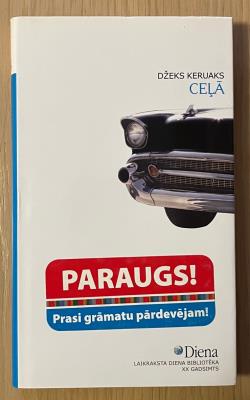 DŽEKS KERUAKS
CEĻĀ
PARAUGS!
Prasi grāmatu pārdevējam!
Diena
LAIKRAKSTA DIENA BIBLIOTĒKA
XX GADSIMTS